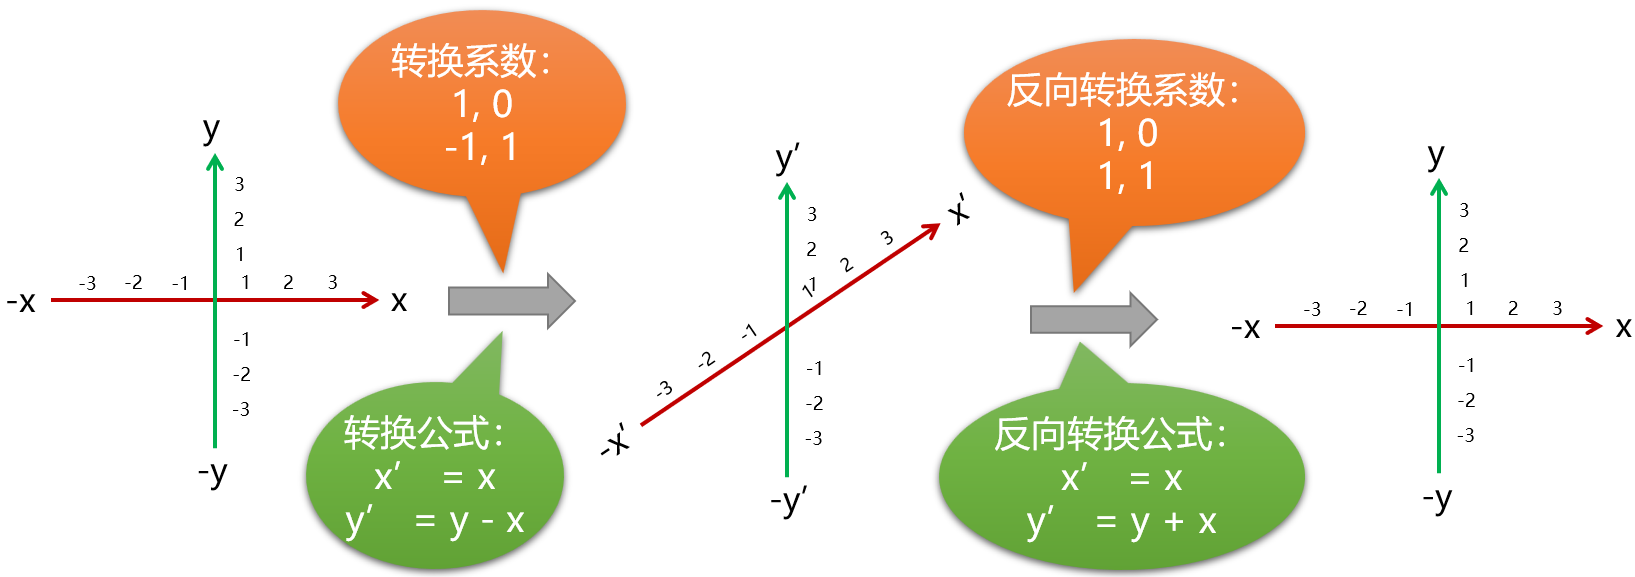 转换系数：
1, 0
-1, 1
反向转换系数：
1, 0
1, 1
y
3
2
1
-3 -2 -1 1 2 3
-x
x
-1
-2
-3
-y
转换公式：
x′ = x
y′ = y - x
y′
3
2
1
x′
3
2
1
-1
-2
-3
-x′
-1
-2
-3
-y′
反向转换公式：
x′ = x
y′ = y + x
y
3
2
1
-3 -2 -1 1 2 3
-x
x
-1
-2
-3
-y